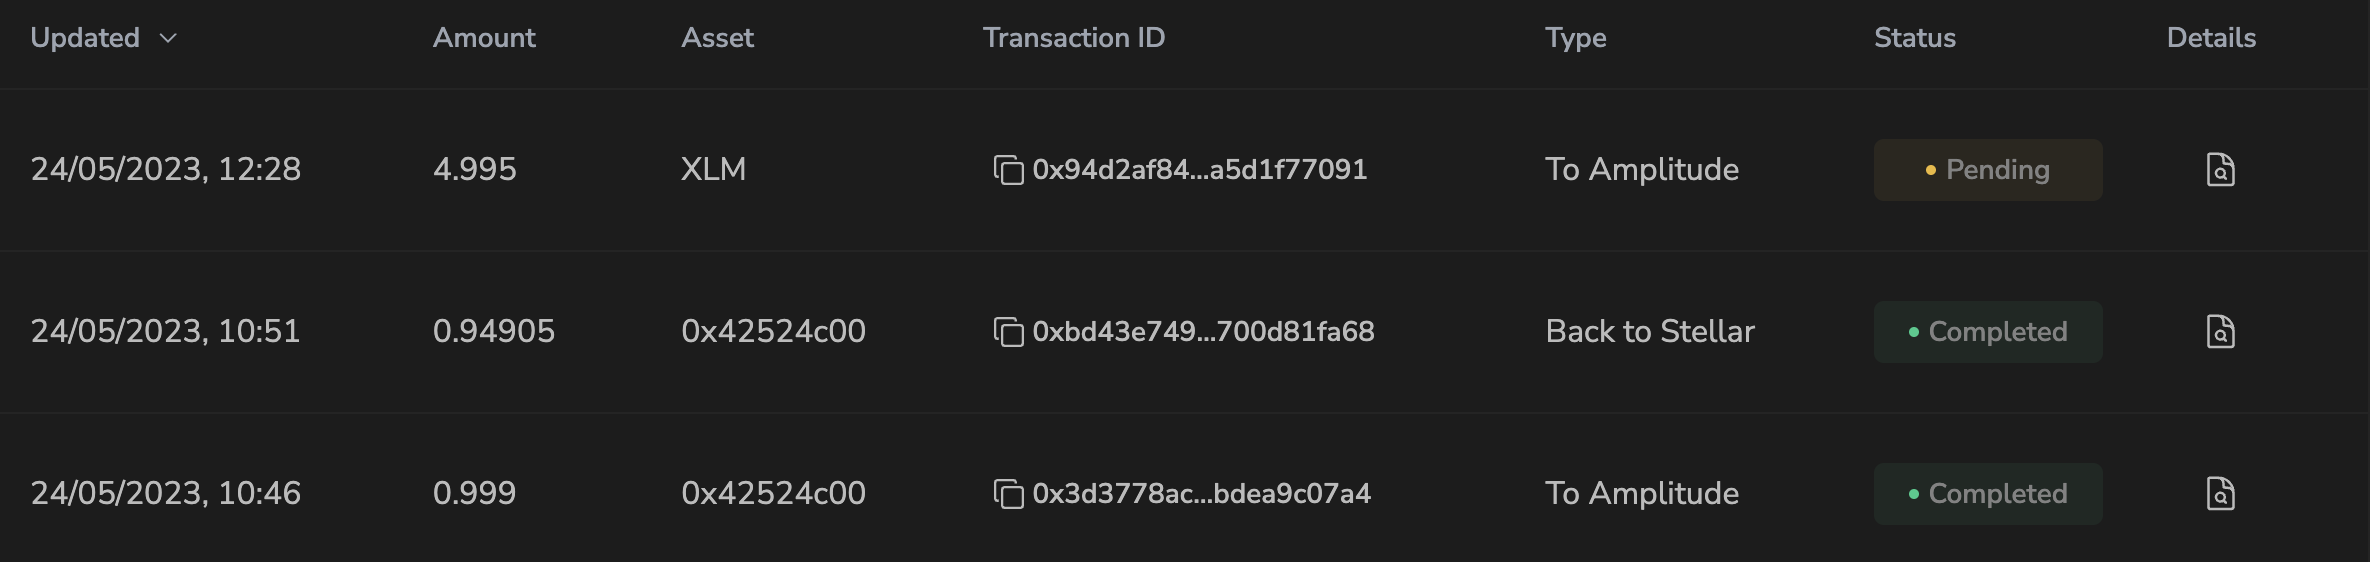 Updated Amount Asset Transaction ID Type Status Details
24/05/2023, 12:28 4.995 XLM 0x94d2af84...a5d1f77091 To Amplitude Pending
24/05/2023, 10:51 0.94905 0x42524c00 0xbd43e749...700d81fa68 Back to Stellar Completed
24/05/2023, 10:46 0.999 0x42524c00 0x3d3778ac...bdea9c07a4 To Amplitude Completed